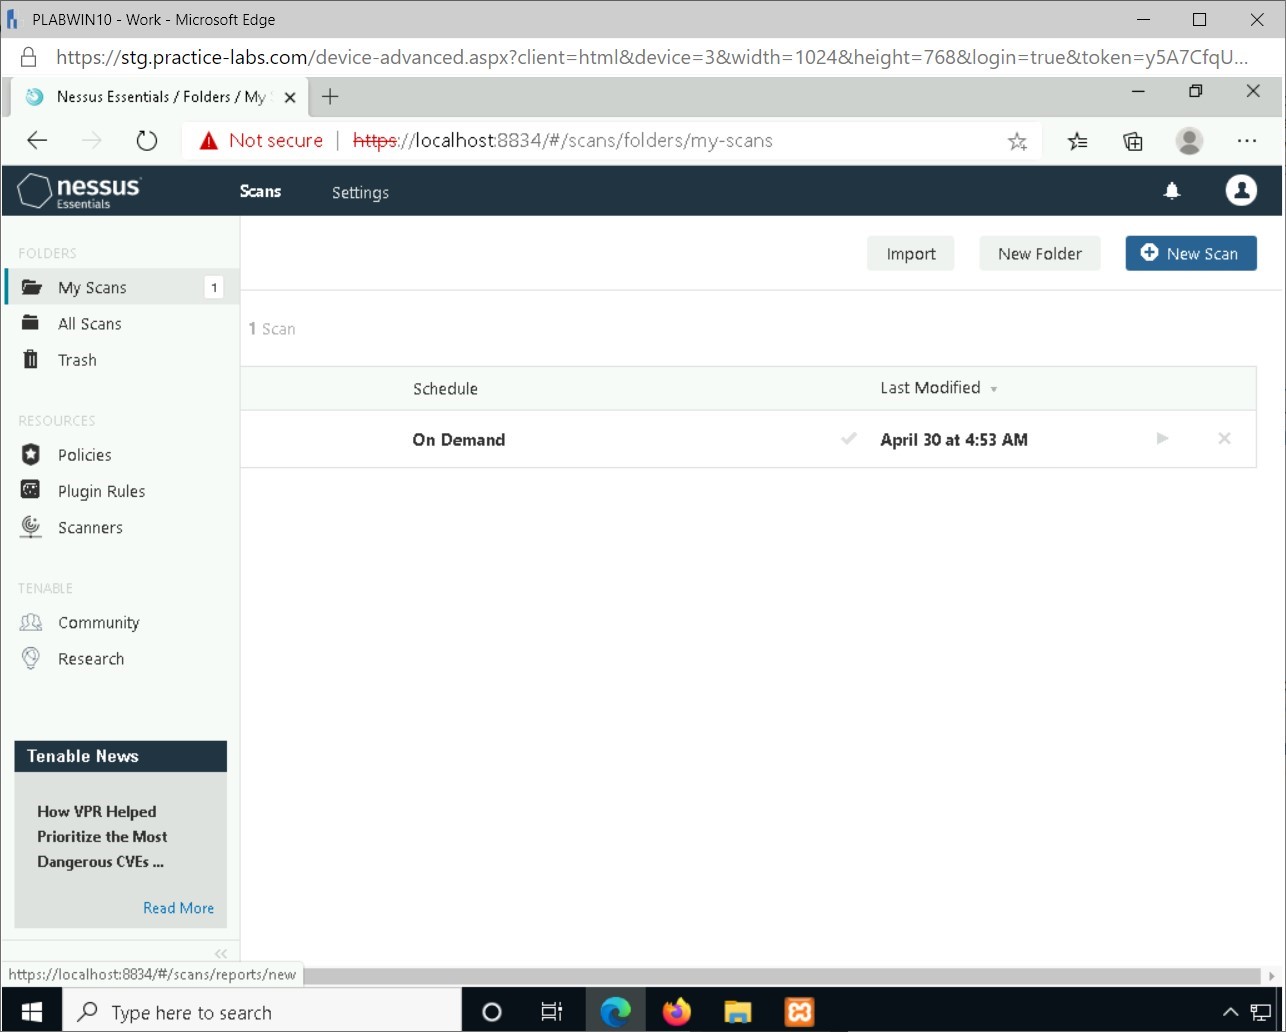 PLABWIN10 - Work - Microsoft Edge
https://stg.practice-labs.com/device-advanced.aspx?client=html&device=3&width=1024&height=768&login=true&token=y5A7CfqU...
Nessus Essentials / Folders / My
Not secure | https://localhost:8834/#/scans/folders/my-scans
nessus
Essentials
Scans
Settings
FOLDERS
My Scans 1
All Scans
Trash
RESOURCES
Policies
Plugin Rules
Scanners
TENABLE
Community
Research
Tenable News
How VPR Helped
Prioritize the Most
Dangerous CVEs ...
Read More
Import
New Folder
New Scan
1 Scan
Schedule
Last Modified
On Demand
April 30 at 4:53 AM
https://localhost:8834/#/scans/reports/new
Type here to search